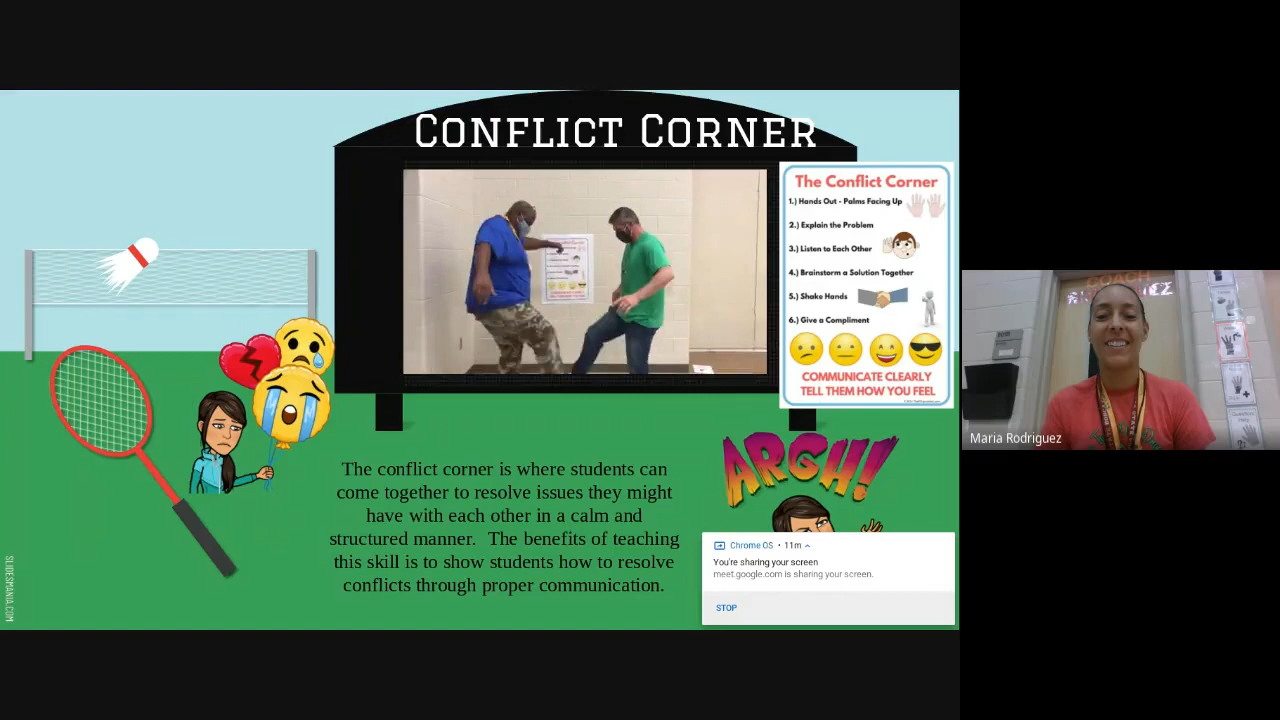 CONFLICT CORNER
The Conflict Corner
1.) Hands Out - Palms Facing Up
2.) Explain the Problem
3.) Listen to Each Other
4.) Brainstorm a Solution Together
5.) Shake Hands
6.) Give a Compliment
COMMUNICATE CLEARLY
TELL THEM HOW YOU FEEL
COACH
Maria Rodriguez
ARGH!
The conflict corner is where students can
come together to resolve issues they might
have with each other in a calm and
structured manner. The benefits of teaching
this skill is to show students how to resolve
conflicts through proper communication.
Chrome OS • 11m
You're sharing your screen
meet.google.com is sharing your screen.
STOP
SLIDESMANIA.COM